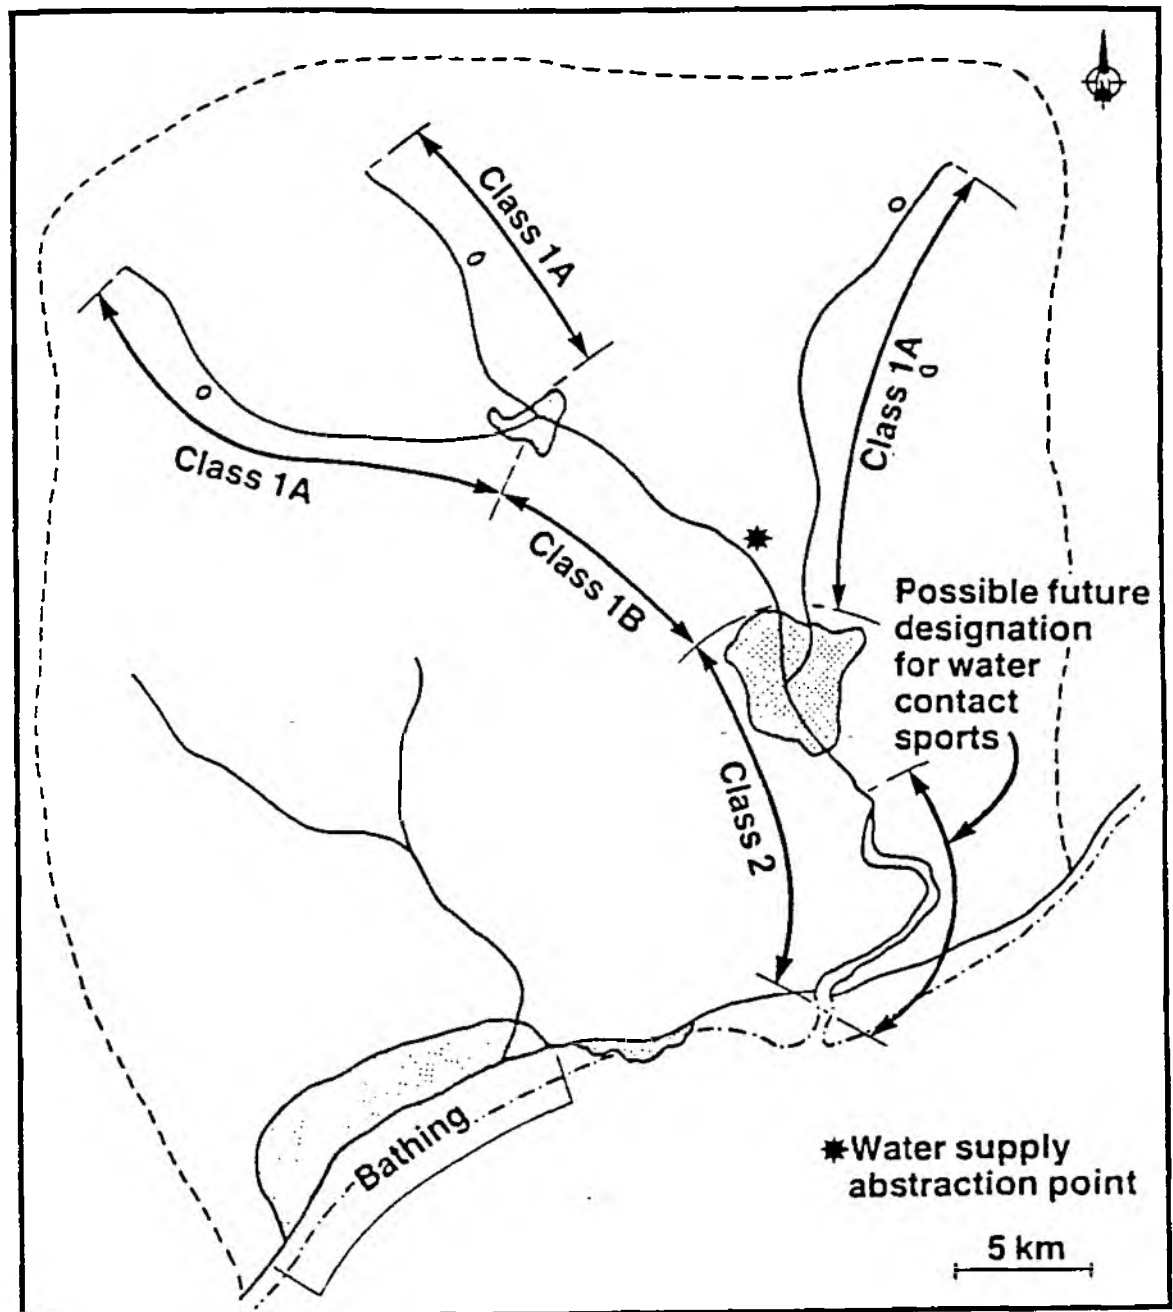 Class 1A
Class 1A
Class 1A
Class 1B
Possible future
designation
for water
contact
sports
Class 2
Bathing
Water supply
abstraction point
5 km